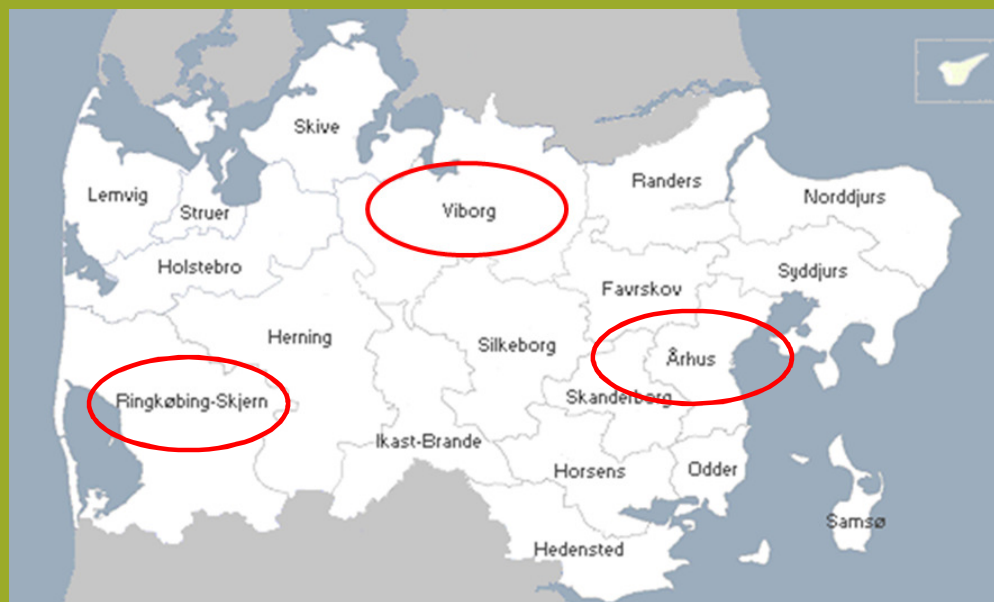 Skive
Lemvig
Struer
Viborg
Randers
Norddjurs
Holstebro
Syddjurs
Favrskov
Herning
Silkeborg
Århus
Ringkøbing-Skjern
Skanderborg
Ikast-Brande
Horsens
Odder
Samsø
Hedensted